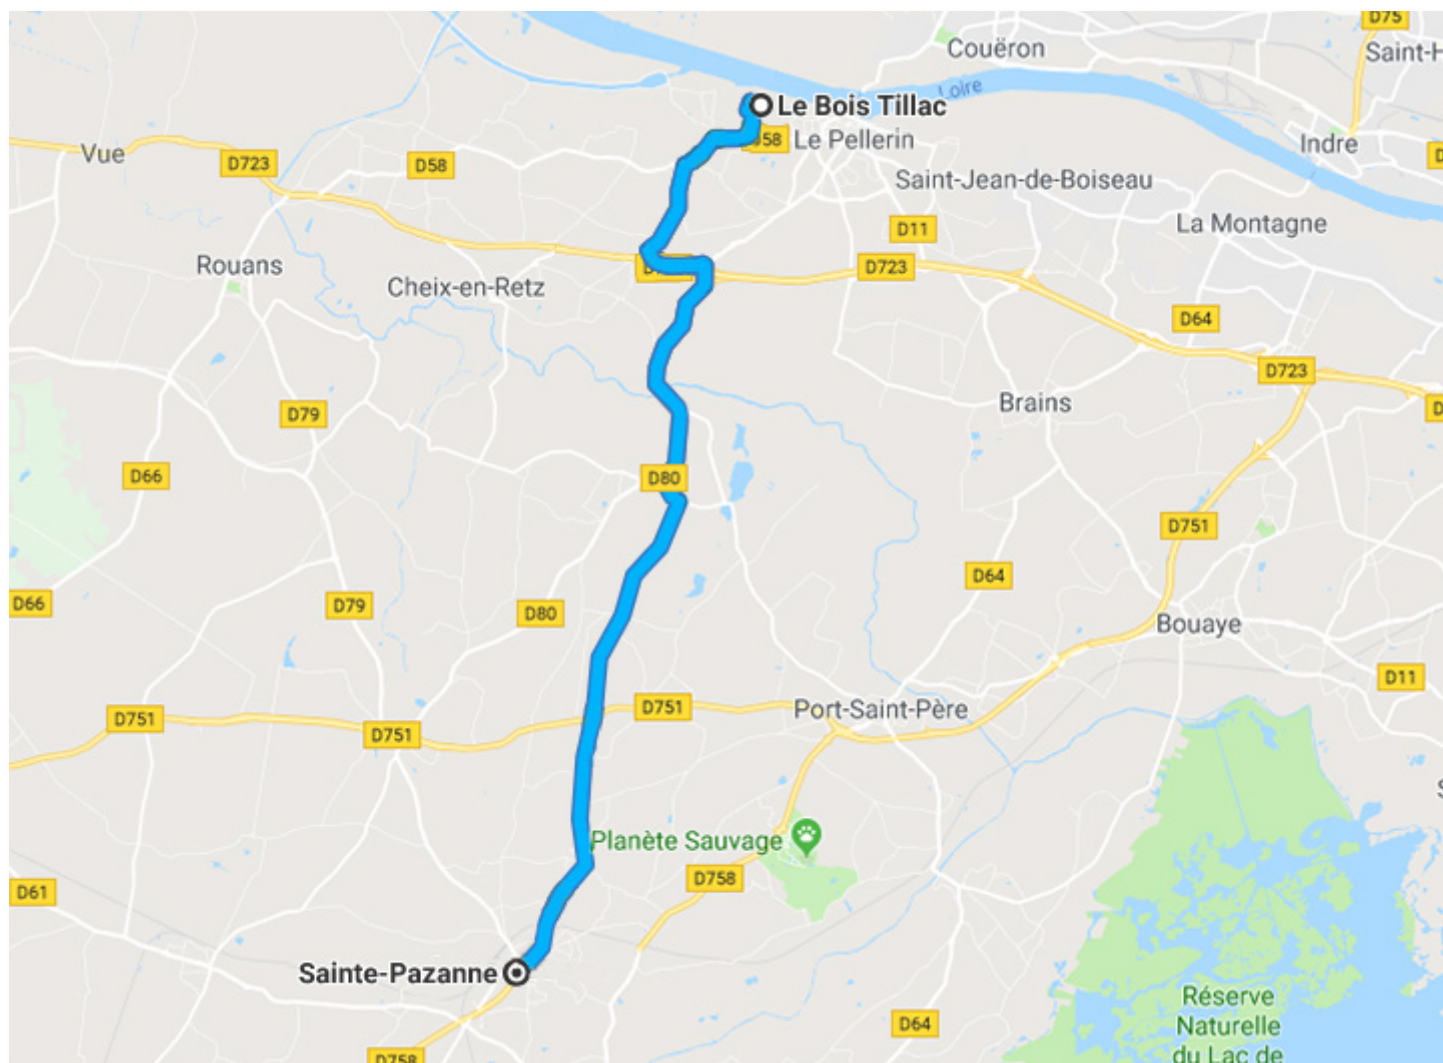 D75
Couëron
Saint-H
Loire
Le Bois Tillac
D58
Le Pellerin
Indre
Vue
D723
D58
Saint-Jean-de-Boiseau
La Montagne
D11
Rouans
Cheix-en-Retz
D723
D64
D723
D79
Brains
D66
D80
D751
D66
D79
D80
D64
Bouaye
D11
D751
D751
D751
Port-Saint-Père
Planète Sauvage
D758
D61
Sainte-Pazanne
Réserve
Naturelle
du Lac de
D64
D758